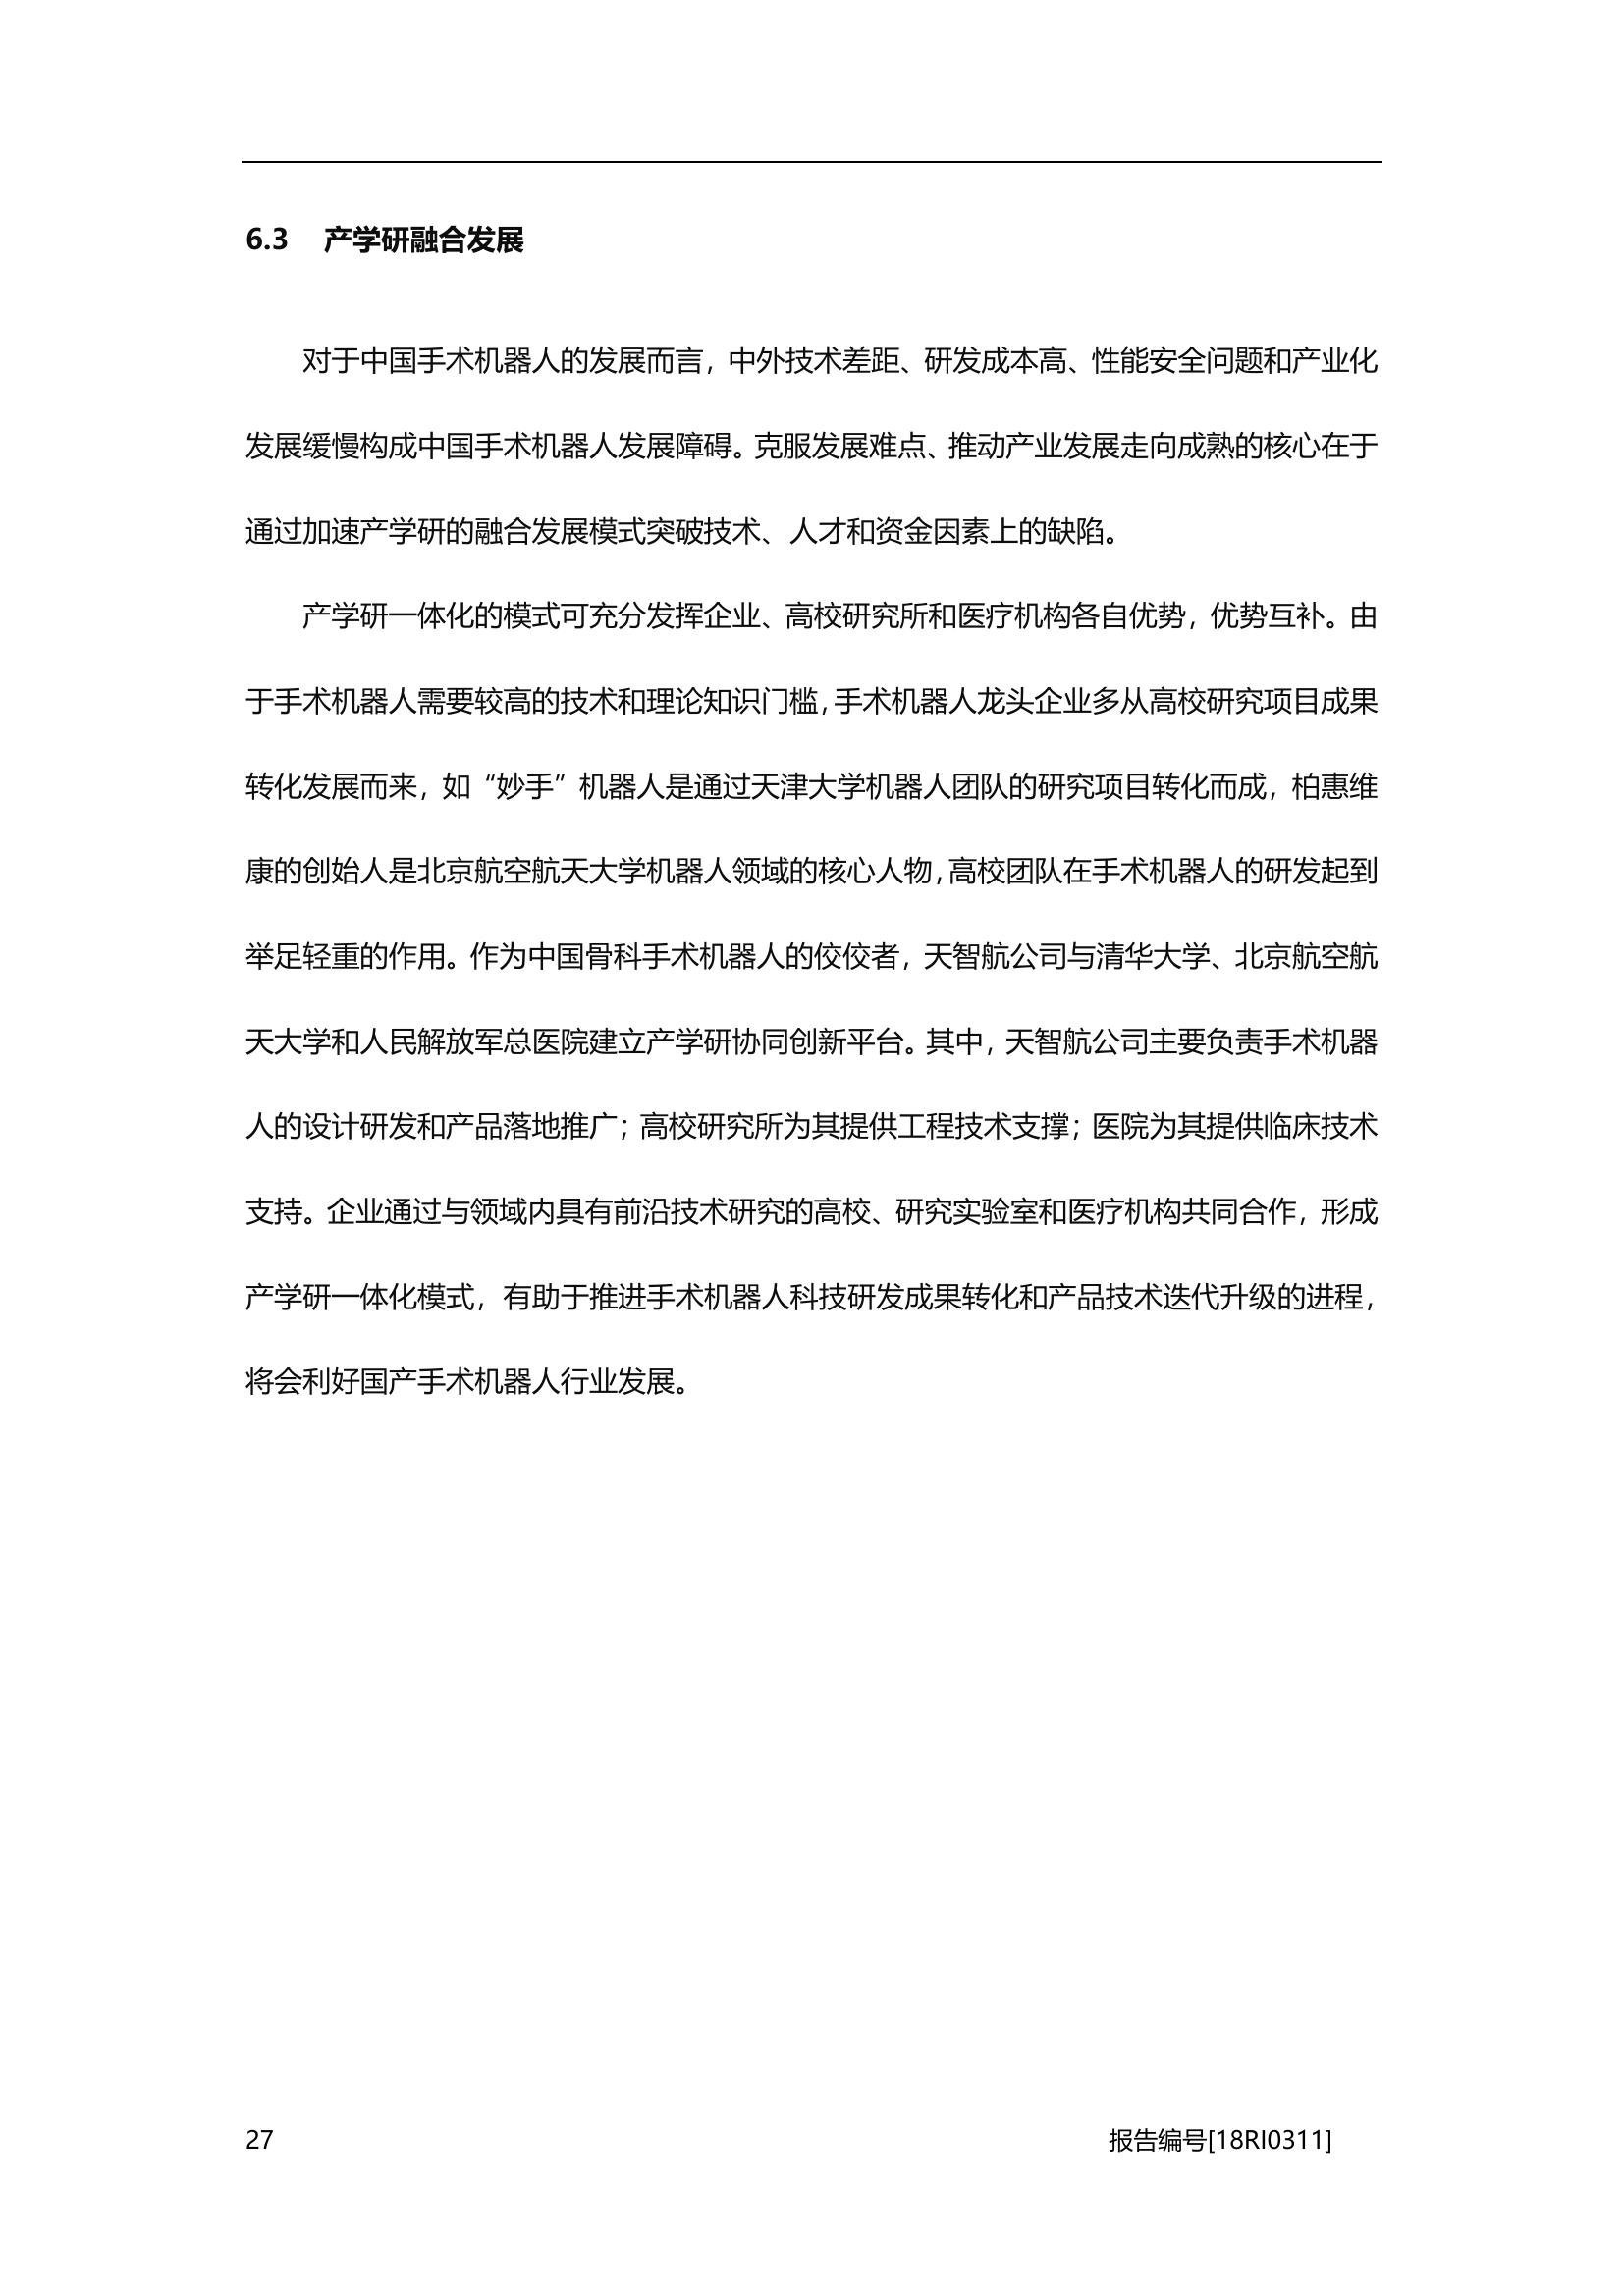 6.3 产学研融合发展
对于中国手术机器人的发展而言，中外技术差距、研发成本高、性能安全问题和产业化
发展缓慢构成中国手术机器人发展障碍。克服发展难点、推动产业发展走向成熟的核心在于
通过加速产学研的融合发展模式突破技术、人才和资金因素上的缺陷。
产学研一体化的模式可充分发挥企业、高校研究所和医疗机构各自优势，优势互补。由
于手术机器人需要较高的技术和理论知识门槛，手术机器人龙头企业多从高校研究项目成果
转化发展而来，如“妙手”机器人是通过天津大学机器人团队的研究项目转化而成，柏惠维
康的创始人是北京航空航天大学机器人领域的核心人物，高校团队在手术机器人的研发起到
举足轻重的作用。作为中国骨科手术机器人的佼佼者，天智航公司与清华大学、北京航空航
天大学和人民解放军总医院建立产学研协同创新平台。其中，天智航公司主要负责手术机器
人的设计研发和产品落地推广；高校研究所为其提供工程技术支撑；医院为其提供临床技术
支持。企业通过与领域内具有前沿技术研究的高校、研究实验室和医疗机构共同合作，形成
产学研一体化模式，有助于推进手术机器人科技研发成果转化和产品技术迭代升级的进程，
将会利好国产手术机器人行业发展。
27 报告编号[18RI0311]